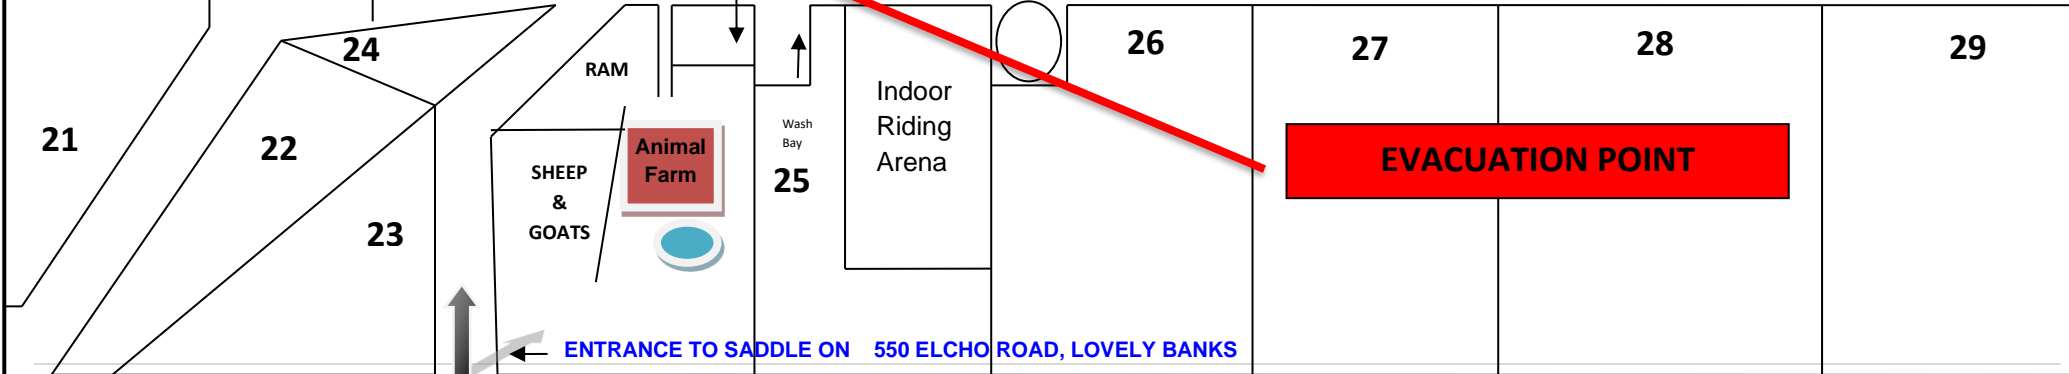 24
26
27
28
29
RAM
Indoor
Riding
Arena
21
22
Animal
Farm
Wash
Bay
EVACUATION POINT
SHEEP
&
GOATS
25
23
ENTRANCE TO SADDLE ON 550 ELCHO ROAD, LOVELY BANKS